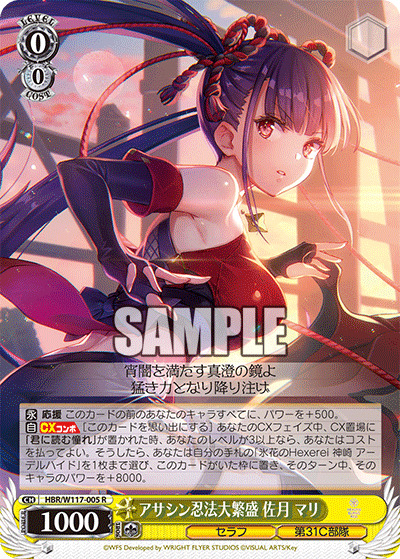 LEVEL
0
0
COST
SAMPLE
宵闇を満たす真澄の鏡よ
猛き力となり降り注げ
永 応援 このカードの前のあなたのキャラすべてに、パワーを+500。
自 CXコンボ ［このカードを思い出にする］ あなたのCXフェイズ中、CX置場に
「君に読む憧れ」が置かれた時、あなたのレベルが3以上なら、あなたはコスト
を払ってよい。そうしたら、あなたは自分の手札の「氷花のHexerei 神崎 ア
ーデルハイド」を1枚まで選び、このカードがいた枠に置き、そのターン中、そ
のキャラのパワーを+1000。
CH HBR/W117-005 R
1000
アサシン忍法大繁盛 佐月 マリ
セラフ
第31C部隊
©WFS Developed by WRIGHT FLYER STUDIOS ©VISUAL ARTS/Key